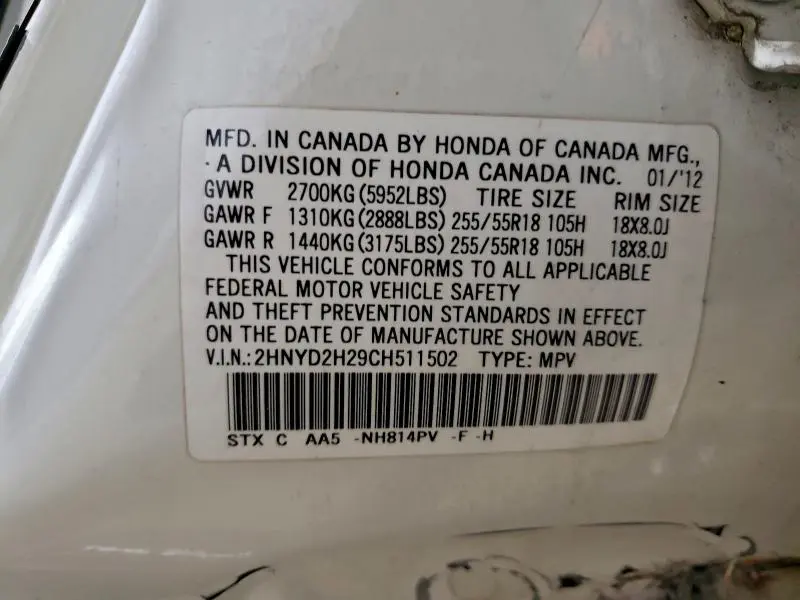 MFD. IN CANADA BY HONDA OF CANADA MFG.,
A DIVISION OF HONDA CANADA INC. 01/'12
GVWR 2700KG (5952LBS) TIRE SIZE RIM SIZE
GAWR F 1310KG (2888LBS) 255/55R18 105H 18X8.0J
GAWR R 1440KG (3175LBS) 255/55R18 105H 18X8.0J
THIS VEHICLE CONFORMS TO ALL APPLICABLE
FEDERAL MOTOR VEHICLE SAFETY
AND THEFT PREVENTION STANDARDS IN EFFECT
ON THE DATE OF MANUFACTURE SHOWN ABOVE.
V.I.N.: 2HNYD2H29CH511502 TYPE: MPV
STX C AA5 -NH814PV -F -H